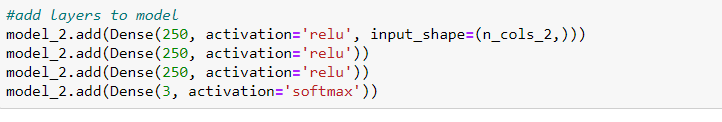 #add layers to model
model_2.add(Dense(250, activation='relu', input_shape=(n_cols_2,)))
model_2.add(Dense(250, activation='relu'))
model_2.add(Dense(250, activation='relu'))
model_2.add(Dense(3, activation='softmax'))